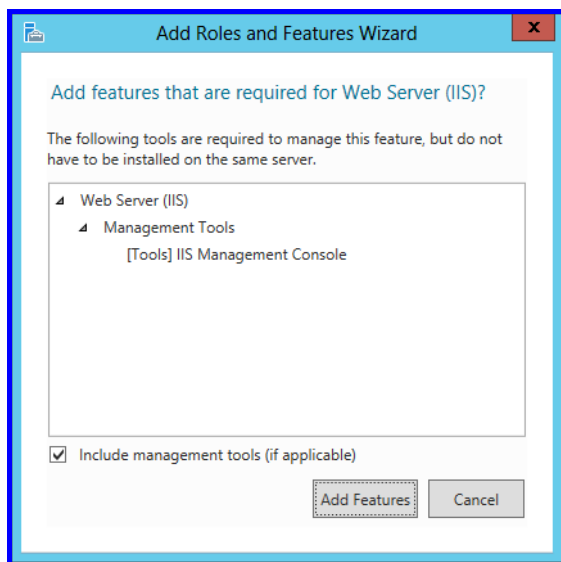 Add Roles and Features Wizard
x
Add features that are required for Web Server (IIS)?
The following tools are required to manage this feature, but do not
have to be installed on the same server.
Web Server (IIS)
Management Tools
[Tools] IIS Management Console
Include management tools (if applicable)
Add Features
Cancel